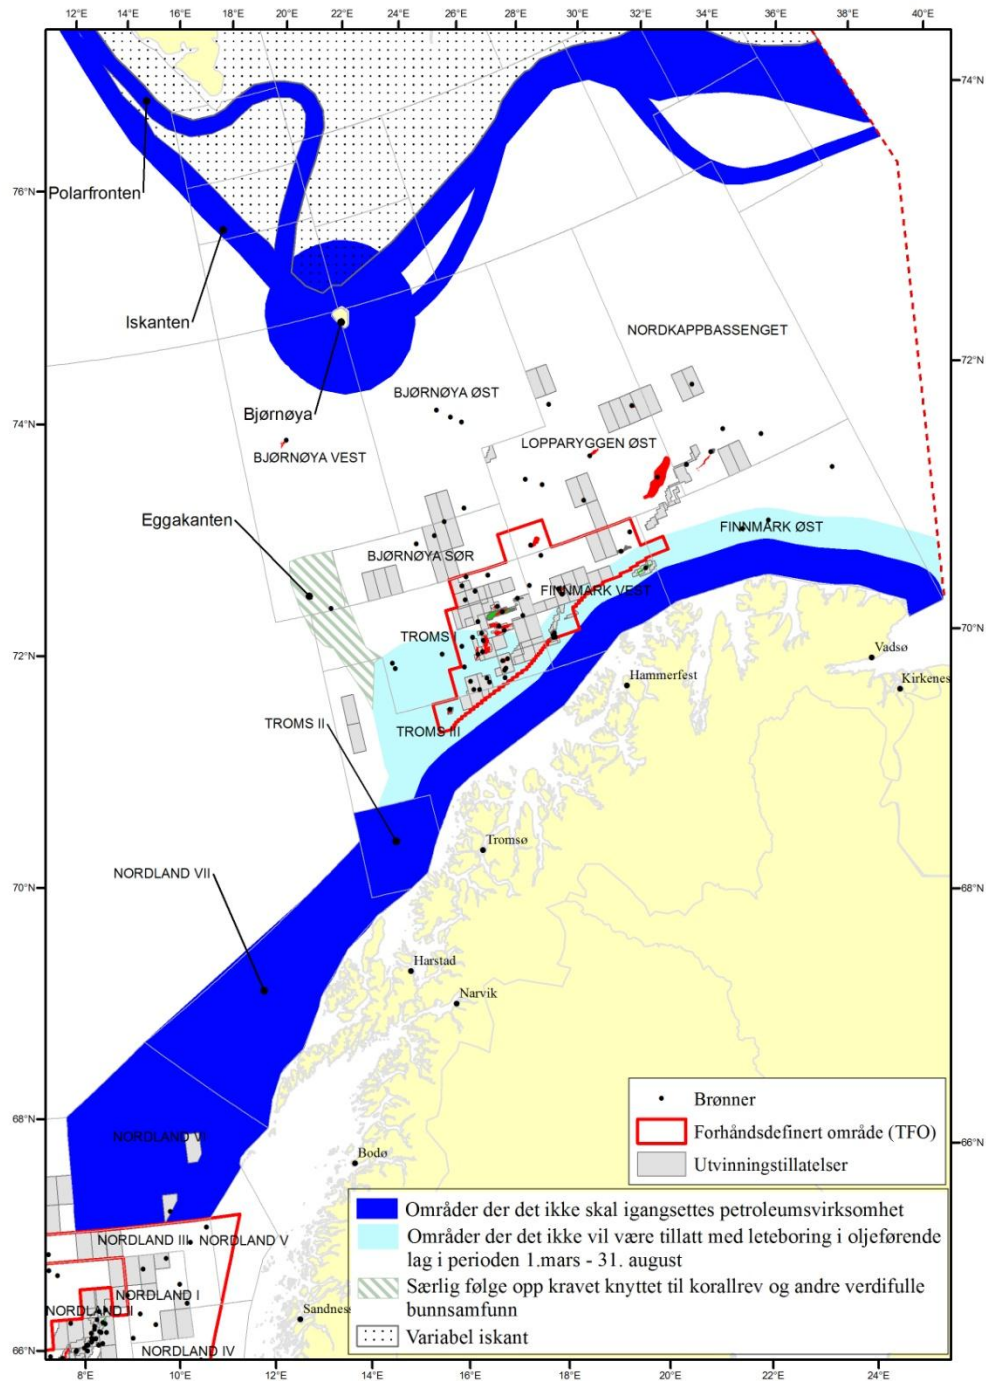 12°E 14°E 16°E 18°E 20°E 22°E 24°E 26°E 28°E 30°E 32°E 34°E 36°E 38°E 40°E
74°N
76°N
Polarfronten
Iskanten
NORDKAPPBASSENGET
72°N
BJØRNØYA ØST
Bjørnøya
74°N
LOPPARYGGEN ØST
BJØRNØYA VEST
Eggakanten
FINNMARK ØST
BJØRNØYA SØR
FINNMARK VEST
70°N
TROMS I
Vadsø
72°N
Hammerfest
Kirkenes
TROMS II
TROMS III
Tromsø
NORDLAND VII
70°N
68°N
Harstad
Narvik
Brønner
68°N
Forhåndsdefinert område (TFO)
NORDLAND VI
66°N
Bodø
Utvinningstillatelser
Områder der det ikke skal igangsettes petroleumsvirksomhet
Områder der det ikke vil være tillatt med leteboring i oljeførende
lag i perioden 1.mars - 31. august
NORDLAND III
NORDLAND V
Særlig følge opp kravet knyttet til korallrev og andre verdifulle
bunnsamfunn
NORDLAND I
NORDLAND II
Sandness
Variabel iskant
NORDLAND IV
66°N
8°E 10°E 12°E 14°E 16°E 18°E 20°E 22°E 24°E